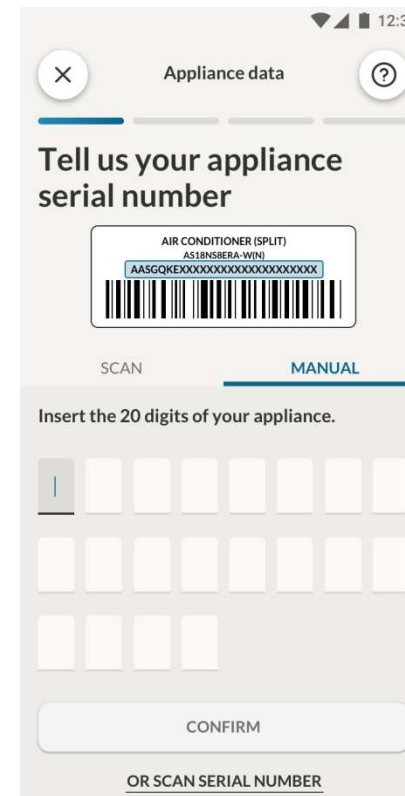 12:3
Appliance data
Tell us your appliance
serial number
AIR CONDITIONER (SPLIT)
AS18NS8ERA-W(N)
AASGQKEXXXXXXXXXXXXXXXXXXXX
SCAN
MANUAL
Insert the 20 digits of your appliance.
CONFIRM
OR SCAN SERIAL NUMBER